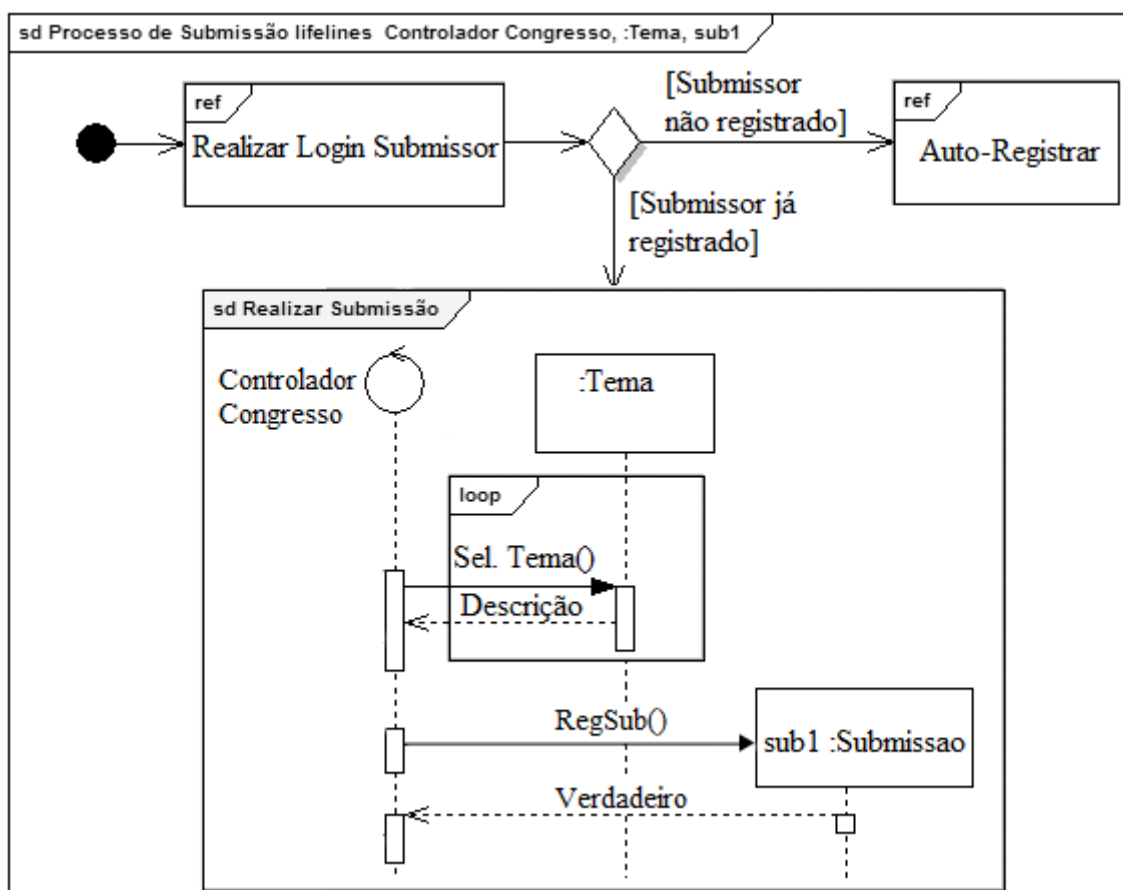 sd Processo de Submissão lifelines Controlador Congresso, :Tema, sub1
ref
Realizar Login Submissor
[Submissor
não registrado]
ref
Auto-Registrar
[Submissor já
registrado]
sd Realizar Submissão
Controlador
Congresso
:Tema
loop
Sel. Tema()
Descrição
RegSub()
sub1 :Submissao
Verdadeiro